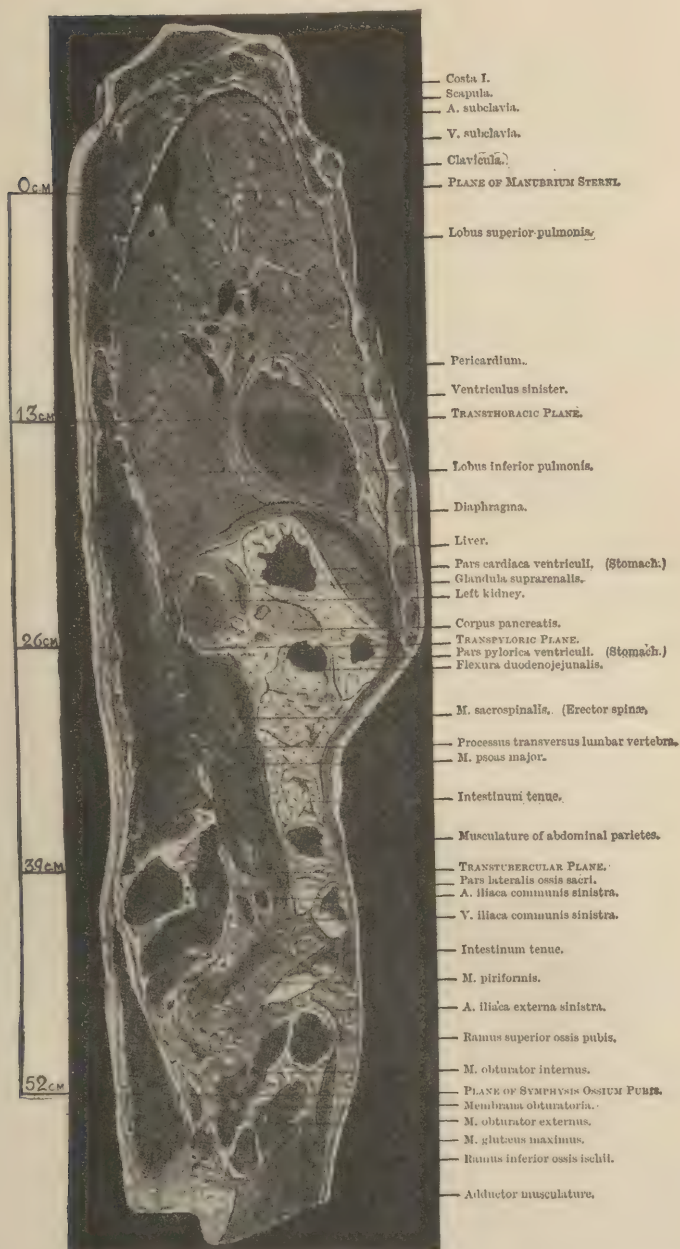 Costa I.
Scapula.
A. subclavia.
V. subclavia.
Clavicula.
0CM
PLANE OF MANUBRIUM STERNI.
Lobus superior pulmonis.
Pericardium.
Ventriculus sinister.
13CM
TRANSTHORACIC PLANE.
Lobus inferior pulmonis.
Diaphragma.
Liver.
Pars cardiaca ventriculi. (Stomach.)
Glandula suprarenalis.
Left kidney.
Corpus pancreatis.
26CM
TRANSPYLORIC PLANE.
Pars pylorica ventriculi. (Stomach.)
Flexura duodenojejunalis.
M. sacrospinalis. (Erector spinæ,
Processus transversus lumbar vertebra.
M. psoas major.
Intestinum tenue.
Musculature of abdominal parietes.
39CM
TRANSTUBERCULAR PLANE.
Pars lateralis ossis sacri.
A. iliaca communis sinistra.
V. iliaca communis sinistra.
Intestinum tenue.
M. piriformis.
A. iliaca externa sinistra.
Ramus superior ossis pubis.
M. obturator internus.
52CM
PLANE OF SYMPHYSIS OSSIUM PUBIS.
Membrana obturatoria.
M. obturator externus.
M. glutæus maximus.
Ramus inferior ossis ischii.
Adductor musculature.